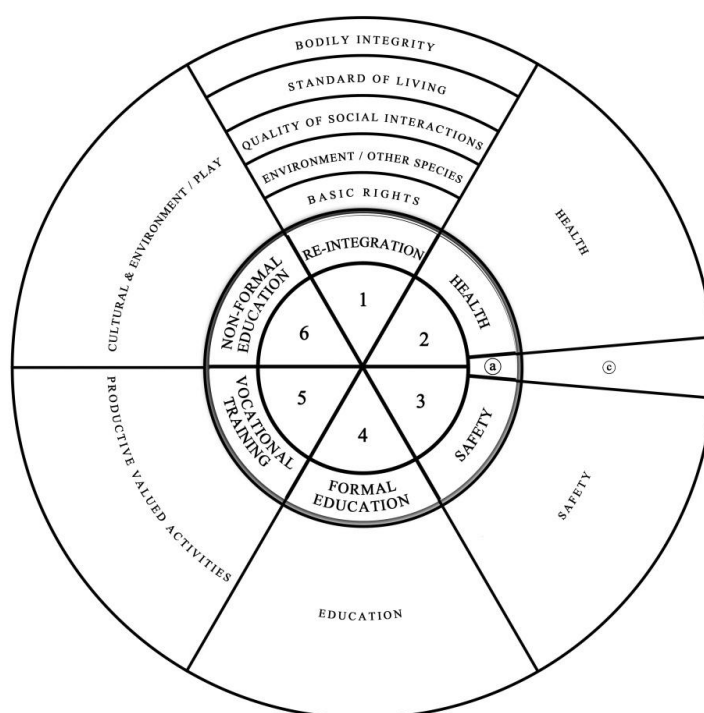 BODILY INTEGRITY
STANDARD OF LIVING
QUALITY OF SOCIAL INTERACTIONS
ENVIRONMENT / OTHER SPECIES
BASIC RIGHTS
CULTURAL & ENVIRONMENT / PLAY
HEALTH
RE-INTEGRATION
NON-FORMAL
EDUCATION
HEALTH
1
6
2
a
c
5
3
4
VOCATIONAL
TRAINING
SAFETY
FORMAL
EDUCATION
PRODUCTIVE VALUED ACTIVITIES
SAFETY
EDUCATION